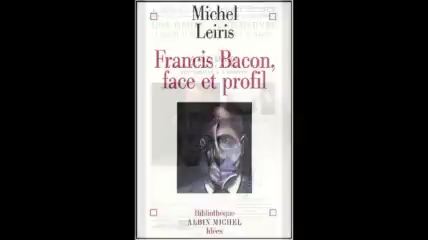 Michel
Leiris
Francis Bacon,
face et profil
Bibliothèque
ALBIN MICHEL
Idées